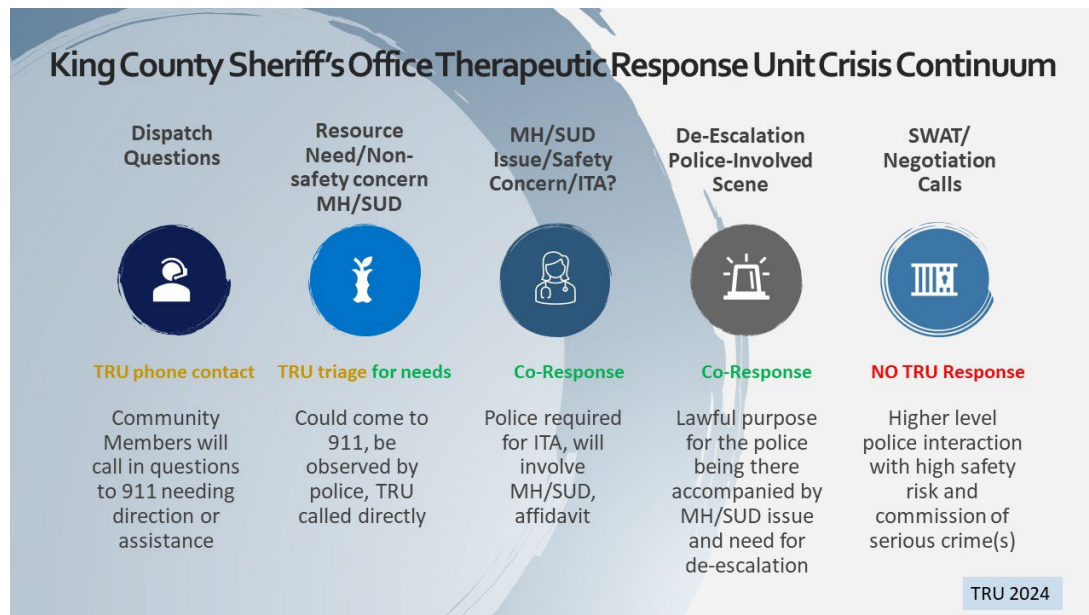 King County Sheriff's Office Therapeutic Response Unit Crisis Continuum
Dispatch
Questions
Resource
Need/Non-
safety concern
MH/SUD
MH/SUD
Issue/Safety
Concern/ITA?
De-Escalation
Police-Involved
Scene
SWAT/
Negotiation
Calls
TRU phone contact
TRU triage for needs
Co-Response
Co-Response
NO TRU Response
Community
Members will
call in questions
to 911 needing
direction or
assistance
Could come to
911, be
observed by
police, TRU
called directly
Police required
for ITA, will
involve
MH/SUD,
affidavit
Lawful purpose
for the police
being there
accompanied by
MH/SUD issue
and need for
de-escalation
Higher level
police interaction
with high safety
risk and
commission of
serious crime(s)
TRU 2024